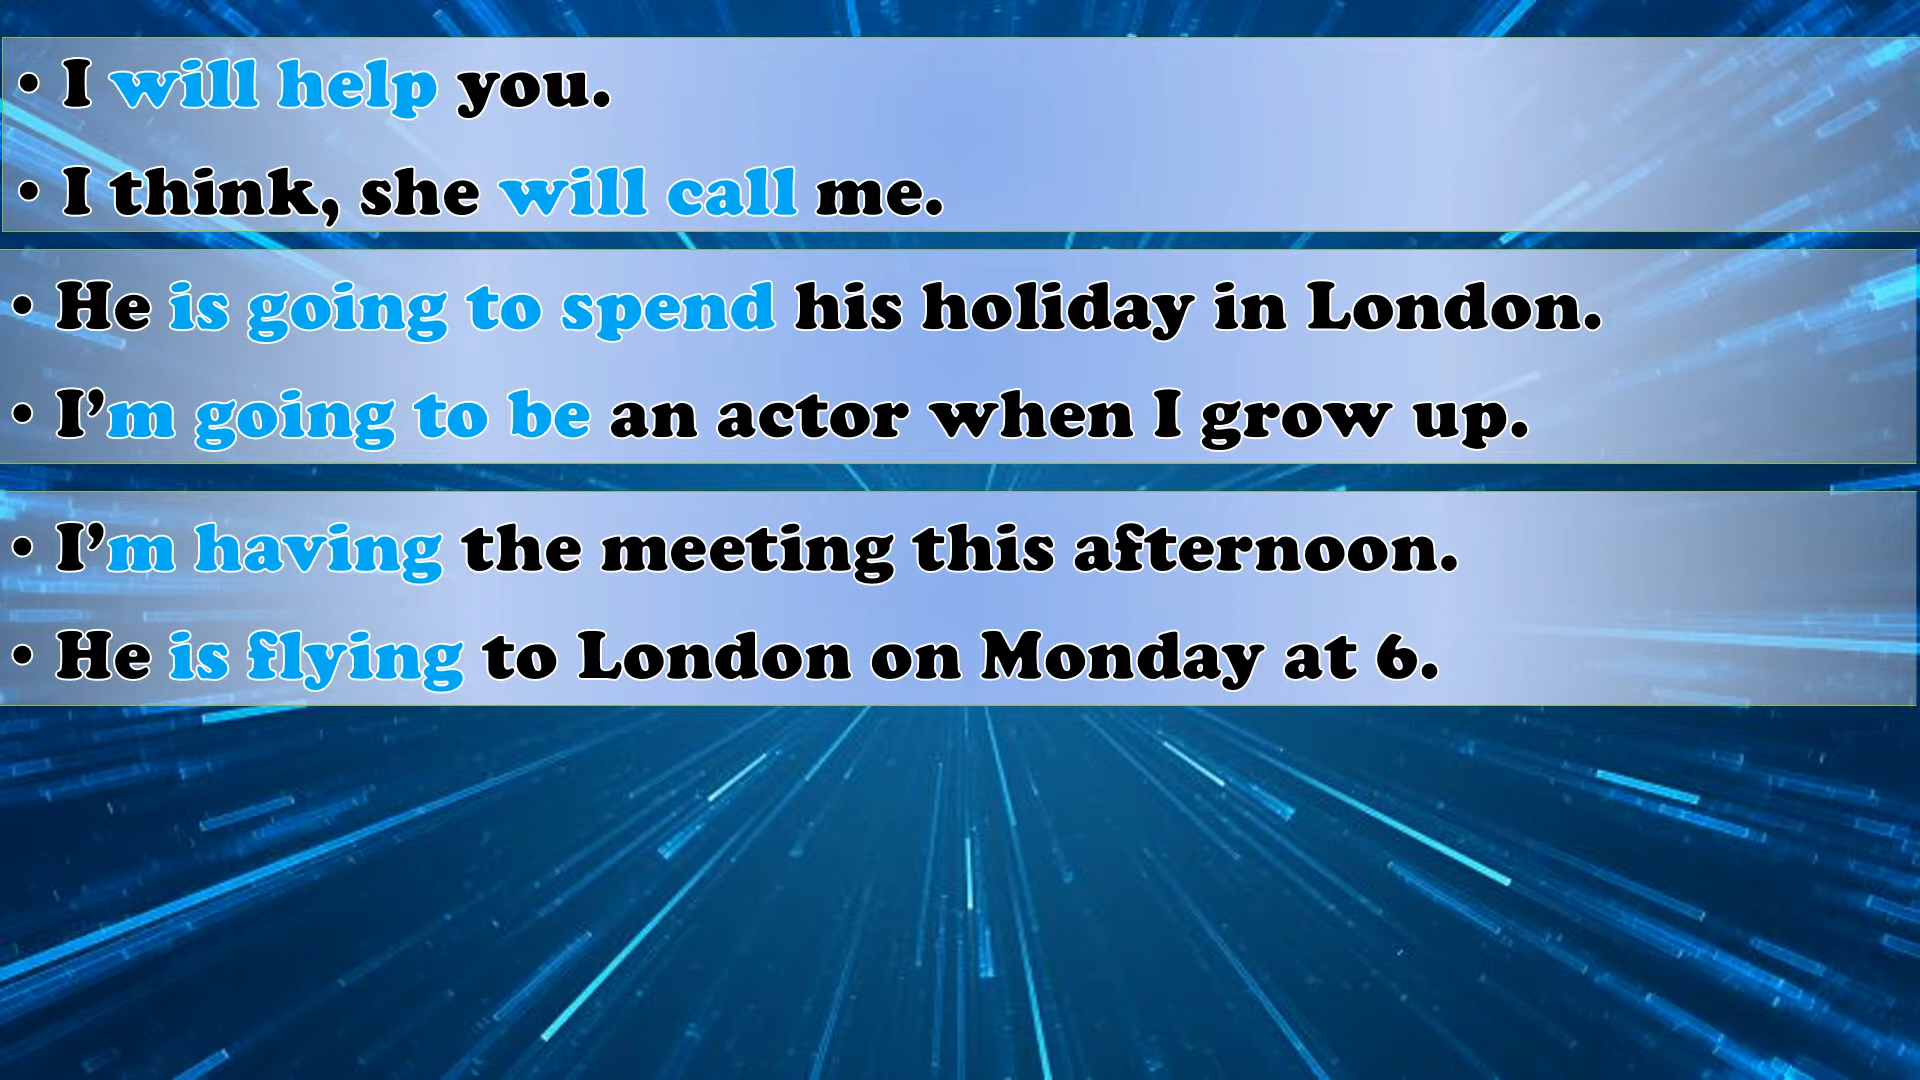 • I will help you.
• I think, she will call me.
• He is going to spend his holiday in London.
• I’m going to be an actor when I grow up.
• I’m having the meeting this afternoon.
• He is flying to London on Monday at 6.